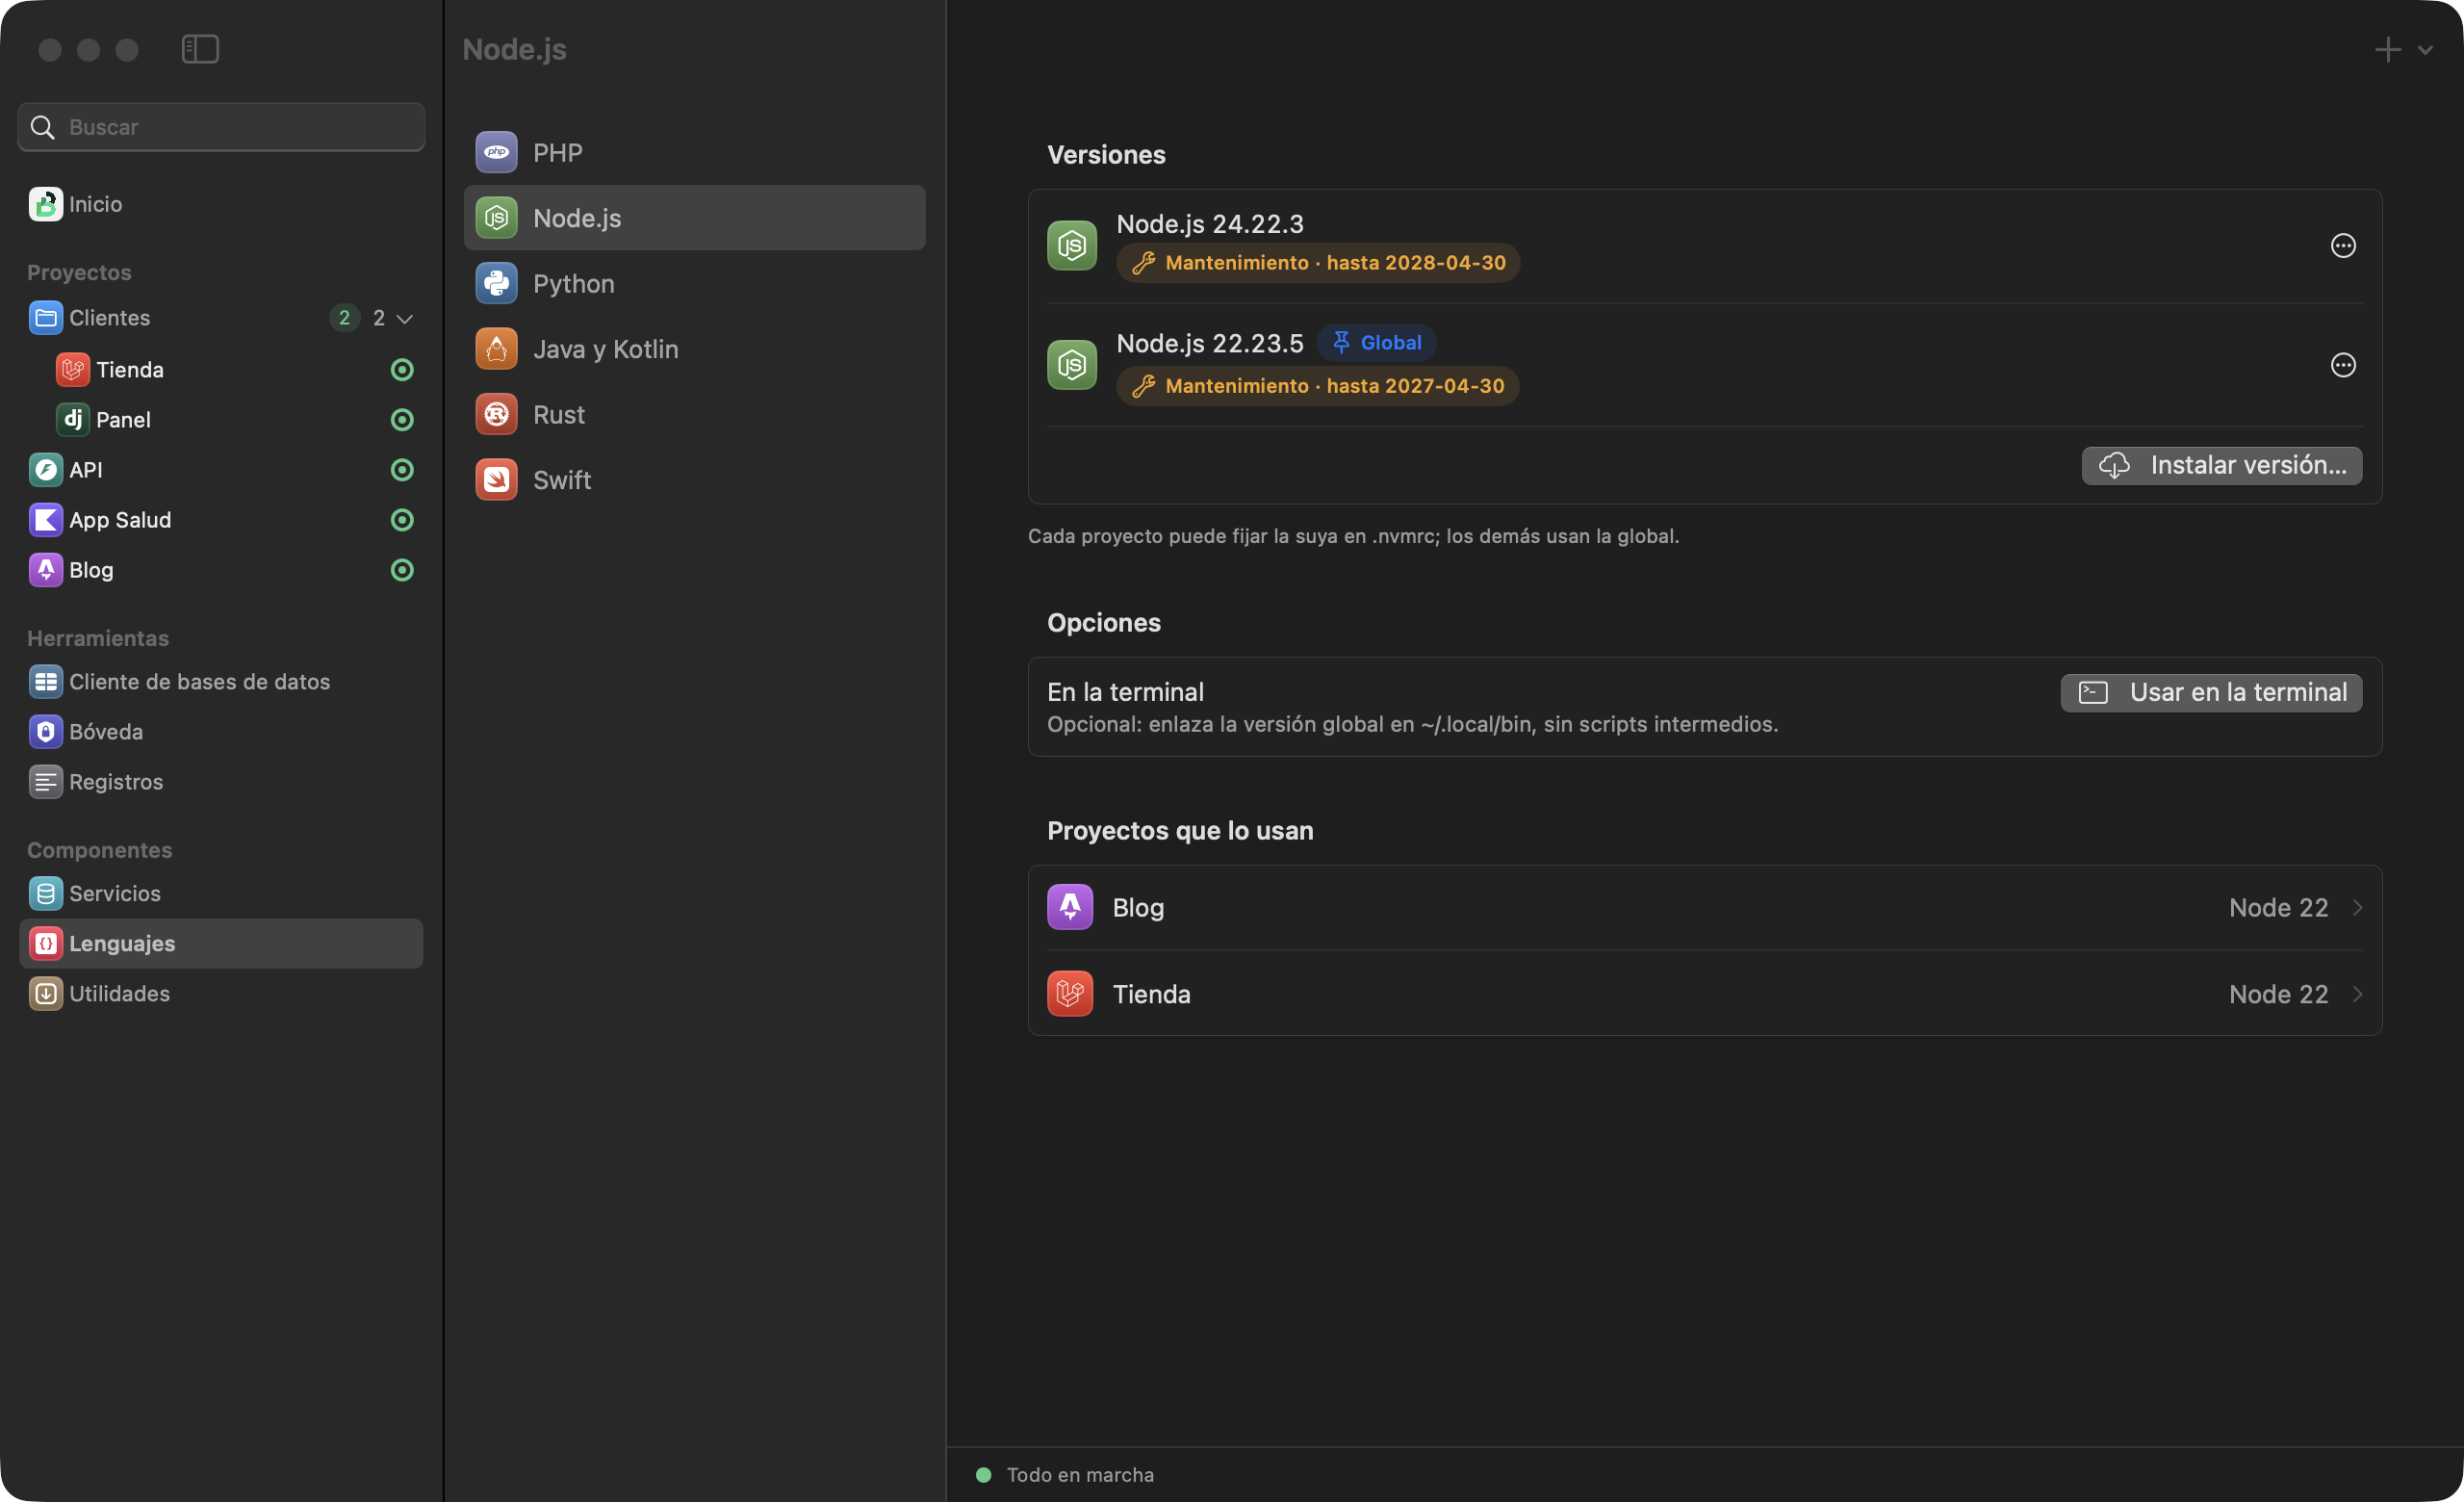 Node.js
Buscar
Inicio
Proyectos
Clientes 2 2
Tienda
dj Panel
API
App Salud
Blog
Herramientas
Cliente de bases de datos
Bóveda
Registros
Componentes
Servicios
{} Lenguajes
Utilidades
php PHP
JS Node.js
Python
Java y Kotlin
R Rust
Swift
Versiones
JS Node.js 24.22.3
Mantenimiento · hasta 2028-04-30
JS Node.js 22.23.5 Global
Mantenimiento · hasta 2027-04-30
Instalar versión...
Cada proyecto puede fijar la suya en .nvmrc; los demás usan la global.
Opciones
En la terminal
Opcional: enlaza la versión global en ~/.local/bin, sin scripts intermedios.
Usar en la terminal
Proyectos que lo usan
Blog Node 22
Tienda Node 22
Todo en marcha